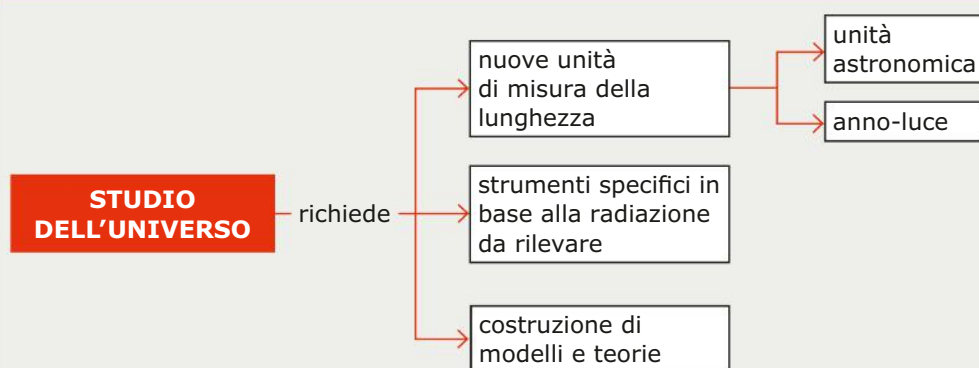 STUDIO
DELL'UNIVERSO
richiede
nuove unità
di misura della
lunghezza
unità
astronomica
anno-luce
strumenti specifici in
base alla radiazione
da rilevare
costruzione di
modelli e teorie